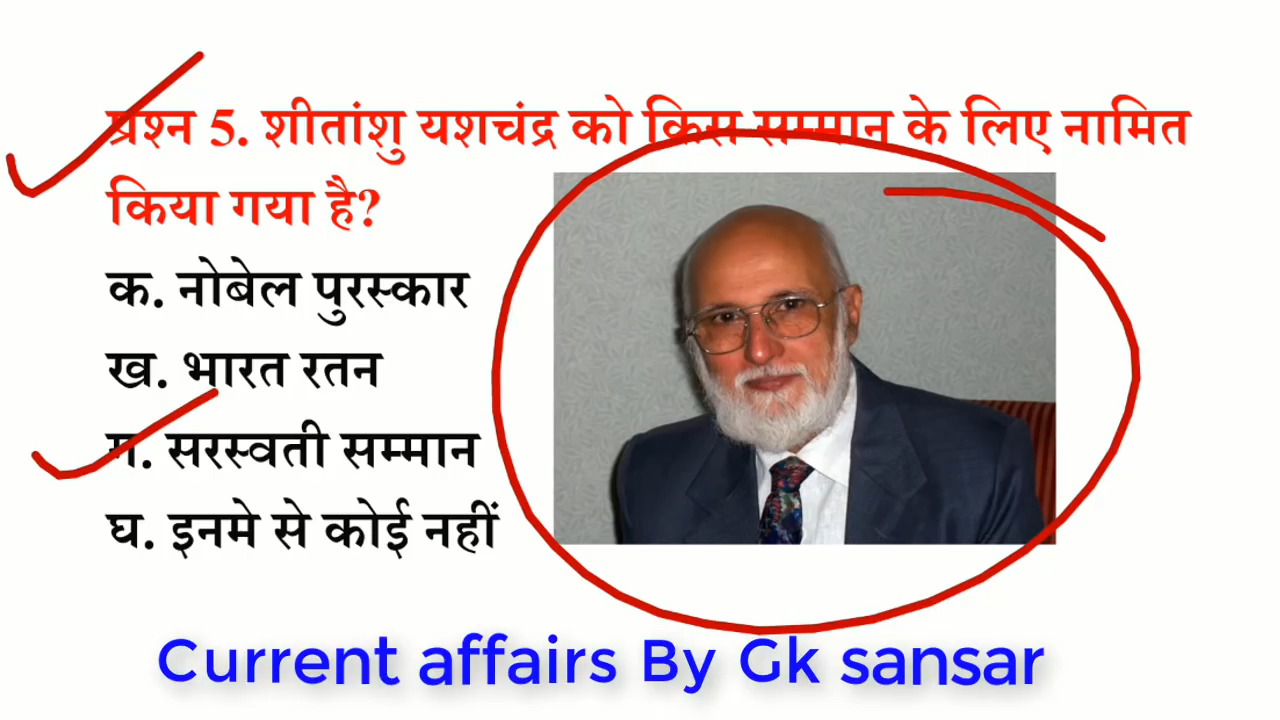 प्रश्न 5. शीतांशु यशचंद्र को किस सम्मान के लिए नामित
किया गया है?
क. नोबेल पुरस्कार
ख. भारत रतन
ग. सरस्वती सम्मान
घ. इनमे से कोई नहीं
Current affairs By Gk sansar